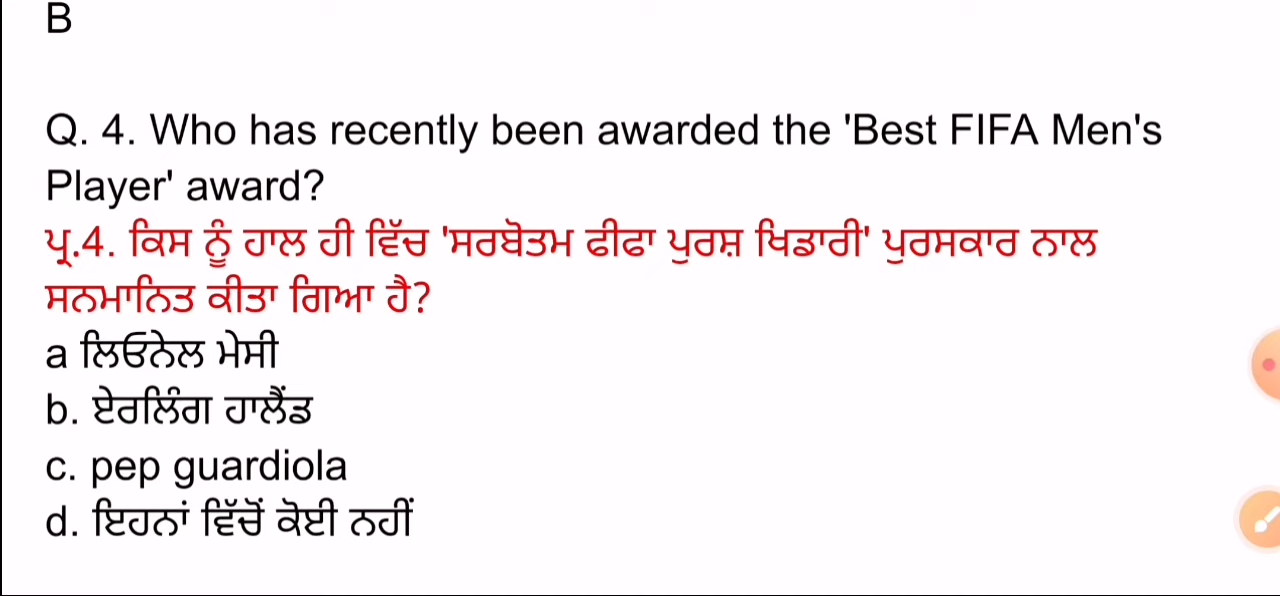 B
Q. 4. Who has recently been awarded the 'Best FIFA Men's
Player' award?
ਪ੍ਰ.4. ਕਿਸ ਨੂੰ ਹਾਲ ਹੀ ਵਿੱਚ 'ਸਰਬੋਤਮ ਫੀਫਾ ਪੁਰਸ਼ ਖਿਡਾਰੀ' ਪੁਰਸਕਾਰ ਨਾਲ
ਸਨਮਾਨਿਤ ਕੀਤਾ ਗਿਆ ਹੈ?
a ਲਿਓਨੇਲ ਮੇਸੀ
b. ਏਰਲਿੰਗ ਹਾਲੈਂਡ
c. pep guardiola
d. ਇਹਨਾਂ ਵਿੱਚੋਂ ਕੋਈ ਨਹੀਂ